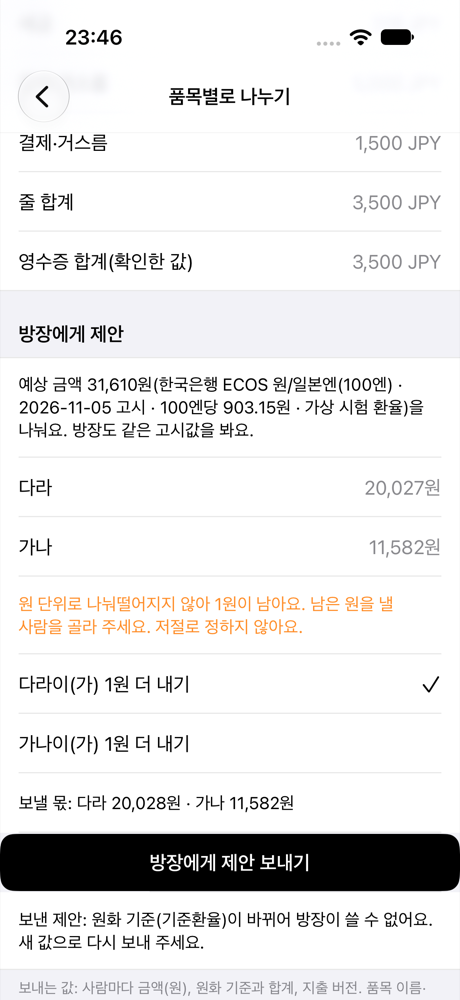 23:46
품목별로 나누기
결제·거스름
1,500 JPY
줄 합계
3,500 JPY
영수증 합계(확인한 값)
3,500 JPY
방장에게 제안
예상 금액 31,610원(한국은행 ECOS 원/일본엔(100엔) ·
2026-11-05 고시 · 100엔당 903.15원 · 가상 시험 환율)을
나눠요. 방장도 같은 고시값을 봐요.
다라
20,027원
가나
11,582원
원 단위로 나눠떨어지지 않아 1원이 남아요. 남은 원을 낼
사람을 골라 주세요. 저절로 정하지 않아요.
다라이(가) 1원 더 내기
가나이(가) 1원 더 내기
보낼 몫: 다라 20,028원 · 가나 11,582원
방장에게 제안 보내기
보낸 제안: 원화 기준(기준환율)이 바뀌어 방장이 쓸 수 없어요.
새 값으로 다시 보내 주세요.
보내는 값: 사람마다 금액(원), 원화 기준과 합계, 지출 버전. 품목 이름·